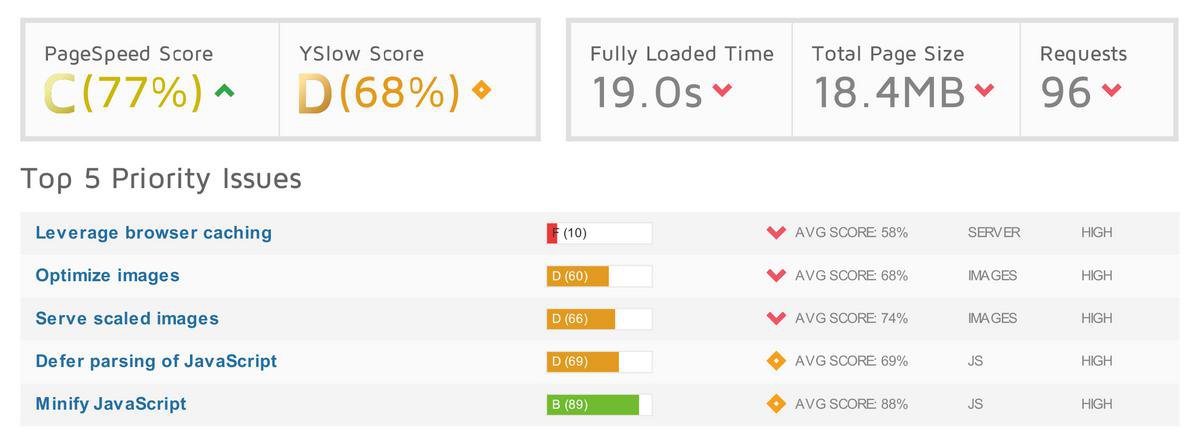 PageSpeed Score YSlow Score Fully Loaded Time Total Page Size Requests
C(77%) D(68%) 19.0s 18.4MB 96
Top 5 Priority Issues
Leverage browser caching F (10) AVG SCORE: 58% SERVER HIGH
Optimize images D (60) AVG SCORE: 68% IMAGES HIGH
Serve scaled images D (66) AVG SCORE: 74% IMAGES HIGH
Defer parsing of JavaScript D (69) AVG SCORE: 69% JS HIGH
Minify JavaScript B (89) AVG SCORE: 88% JS HIGH